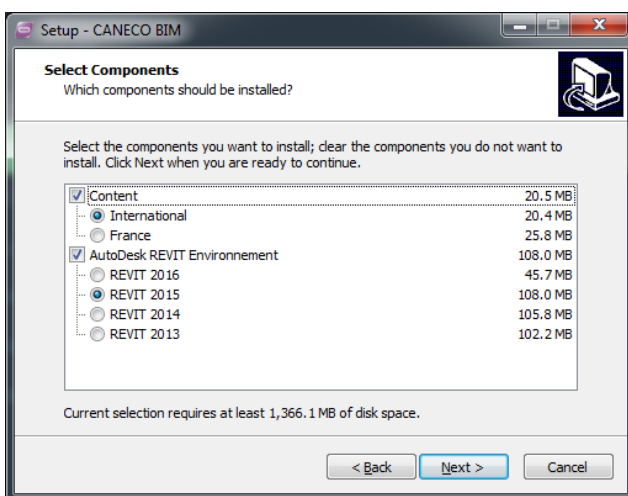 Setup - CANECO BIM
Select Components
Which components should be installed?
Select the components you want to install; clear the components you do not want to
install. Click Next when you are ready to continue.
Content 20.5 MB
International 20.4 MB
France 25.8 MB
AutoDesk REVIT Environnement 108.0 MB
REVIT 2016 45.7 MB
REVIT 2015 108.0 MB
REVIT 2014 105.8 MB
REVIT 2013 102.2 MB
Current selection requires at least 1,366.1 MB of disk space.
< Back Next > Cancel